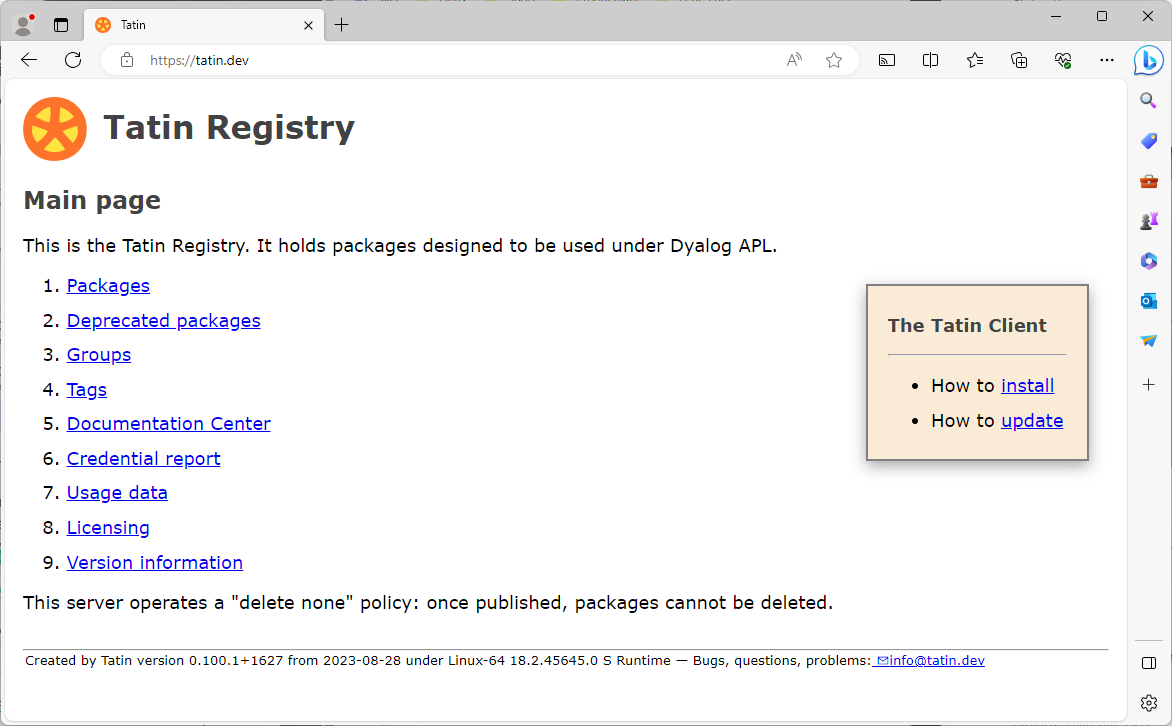 Tatin
https://tatin.dev
Tatin Registry
Main page
This is the Tatin Registry. It holds packages designed to be used under Dyalog APL.
1. Packages
2. Deprecated packages
3. Groups
4. Tags
5. Documentation Center
6. Credential report
7. Usage data
8. Licensing
9. Version information
The Tatin Client
• How to install
• How to update
This server operates a "delete none" policy: once published, packages cannot be deleted.
Created by Tatin version 0.100.1+1627 from 2023-08-28 under Linux-64 18.2.45645.0 S Runtime — Bugs, questions, problems: ✉info@tatin.dev